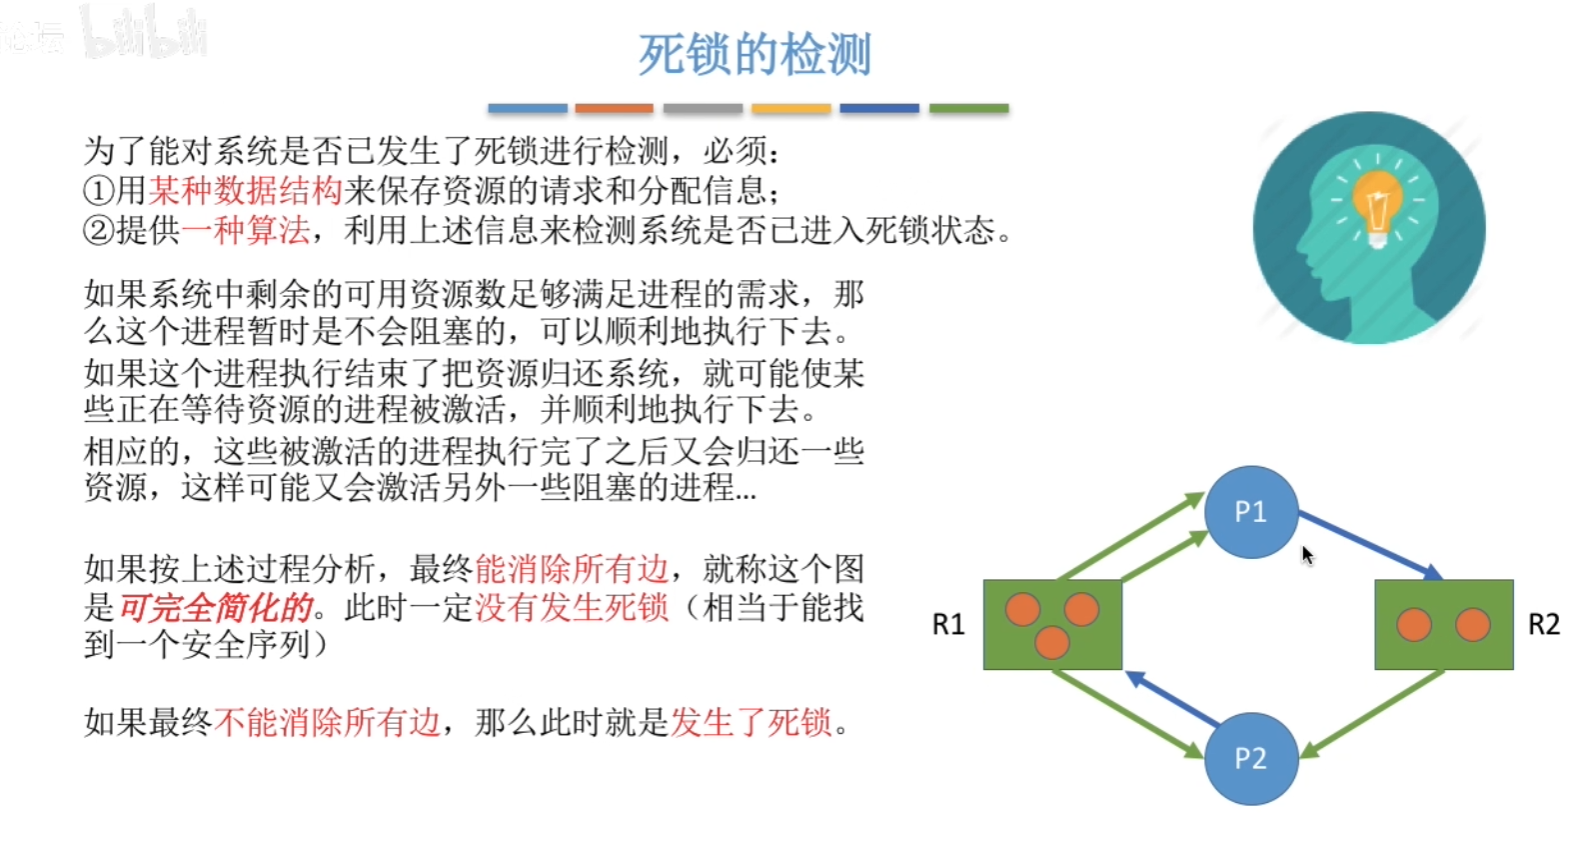 论坛 bilibili
死锁的检测
为了能对系统是否已发生了死锁进行检测，必须：
①用某种数据结构来保存资源的请求和分配信息；
②提供一种算法，利用上述信息来检测系统是否已进入死锁状态。
如果系统中剩余的可用资源数足够满足进程的需求，那
么这个进程暂时是不会阻塞的，可以顺利地执行下去。
如果这个进程执行结束了把资源归还系统，就可能使某
些正在等待资源的进程被激活，并顺利地执行下去。
相应的，这些被激活的进程执行完了之后又会归还一些
资源，这样可能又会激活另外一些阻塞的进程...
如果按上述过程分析，最终能消除所有边，就称这个图
是可完全简化的。此时一定没有发生死锁（相当于能找
到一个安全序列）
如果最终不能消除所有边，那么此时就是发生了死锁。
P1
R1
R2
P2